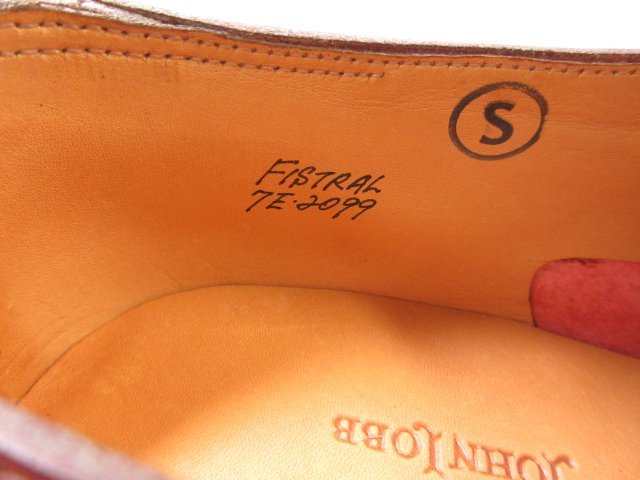 S
FISTRAL
7E·2099
JOHN LOBB